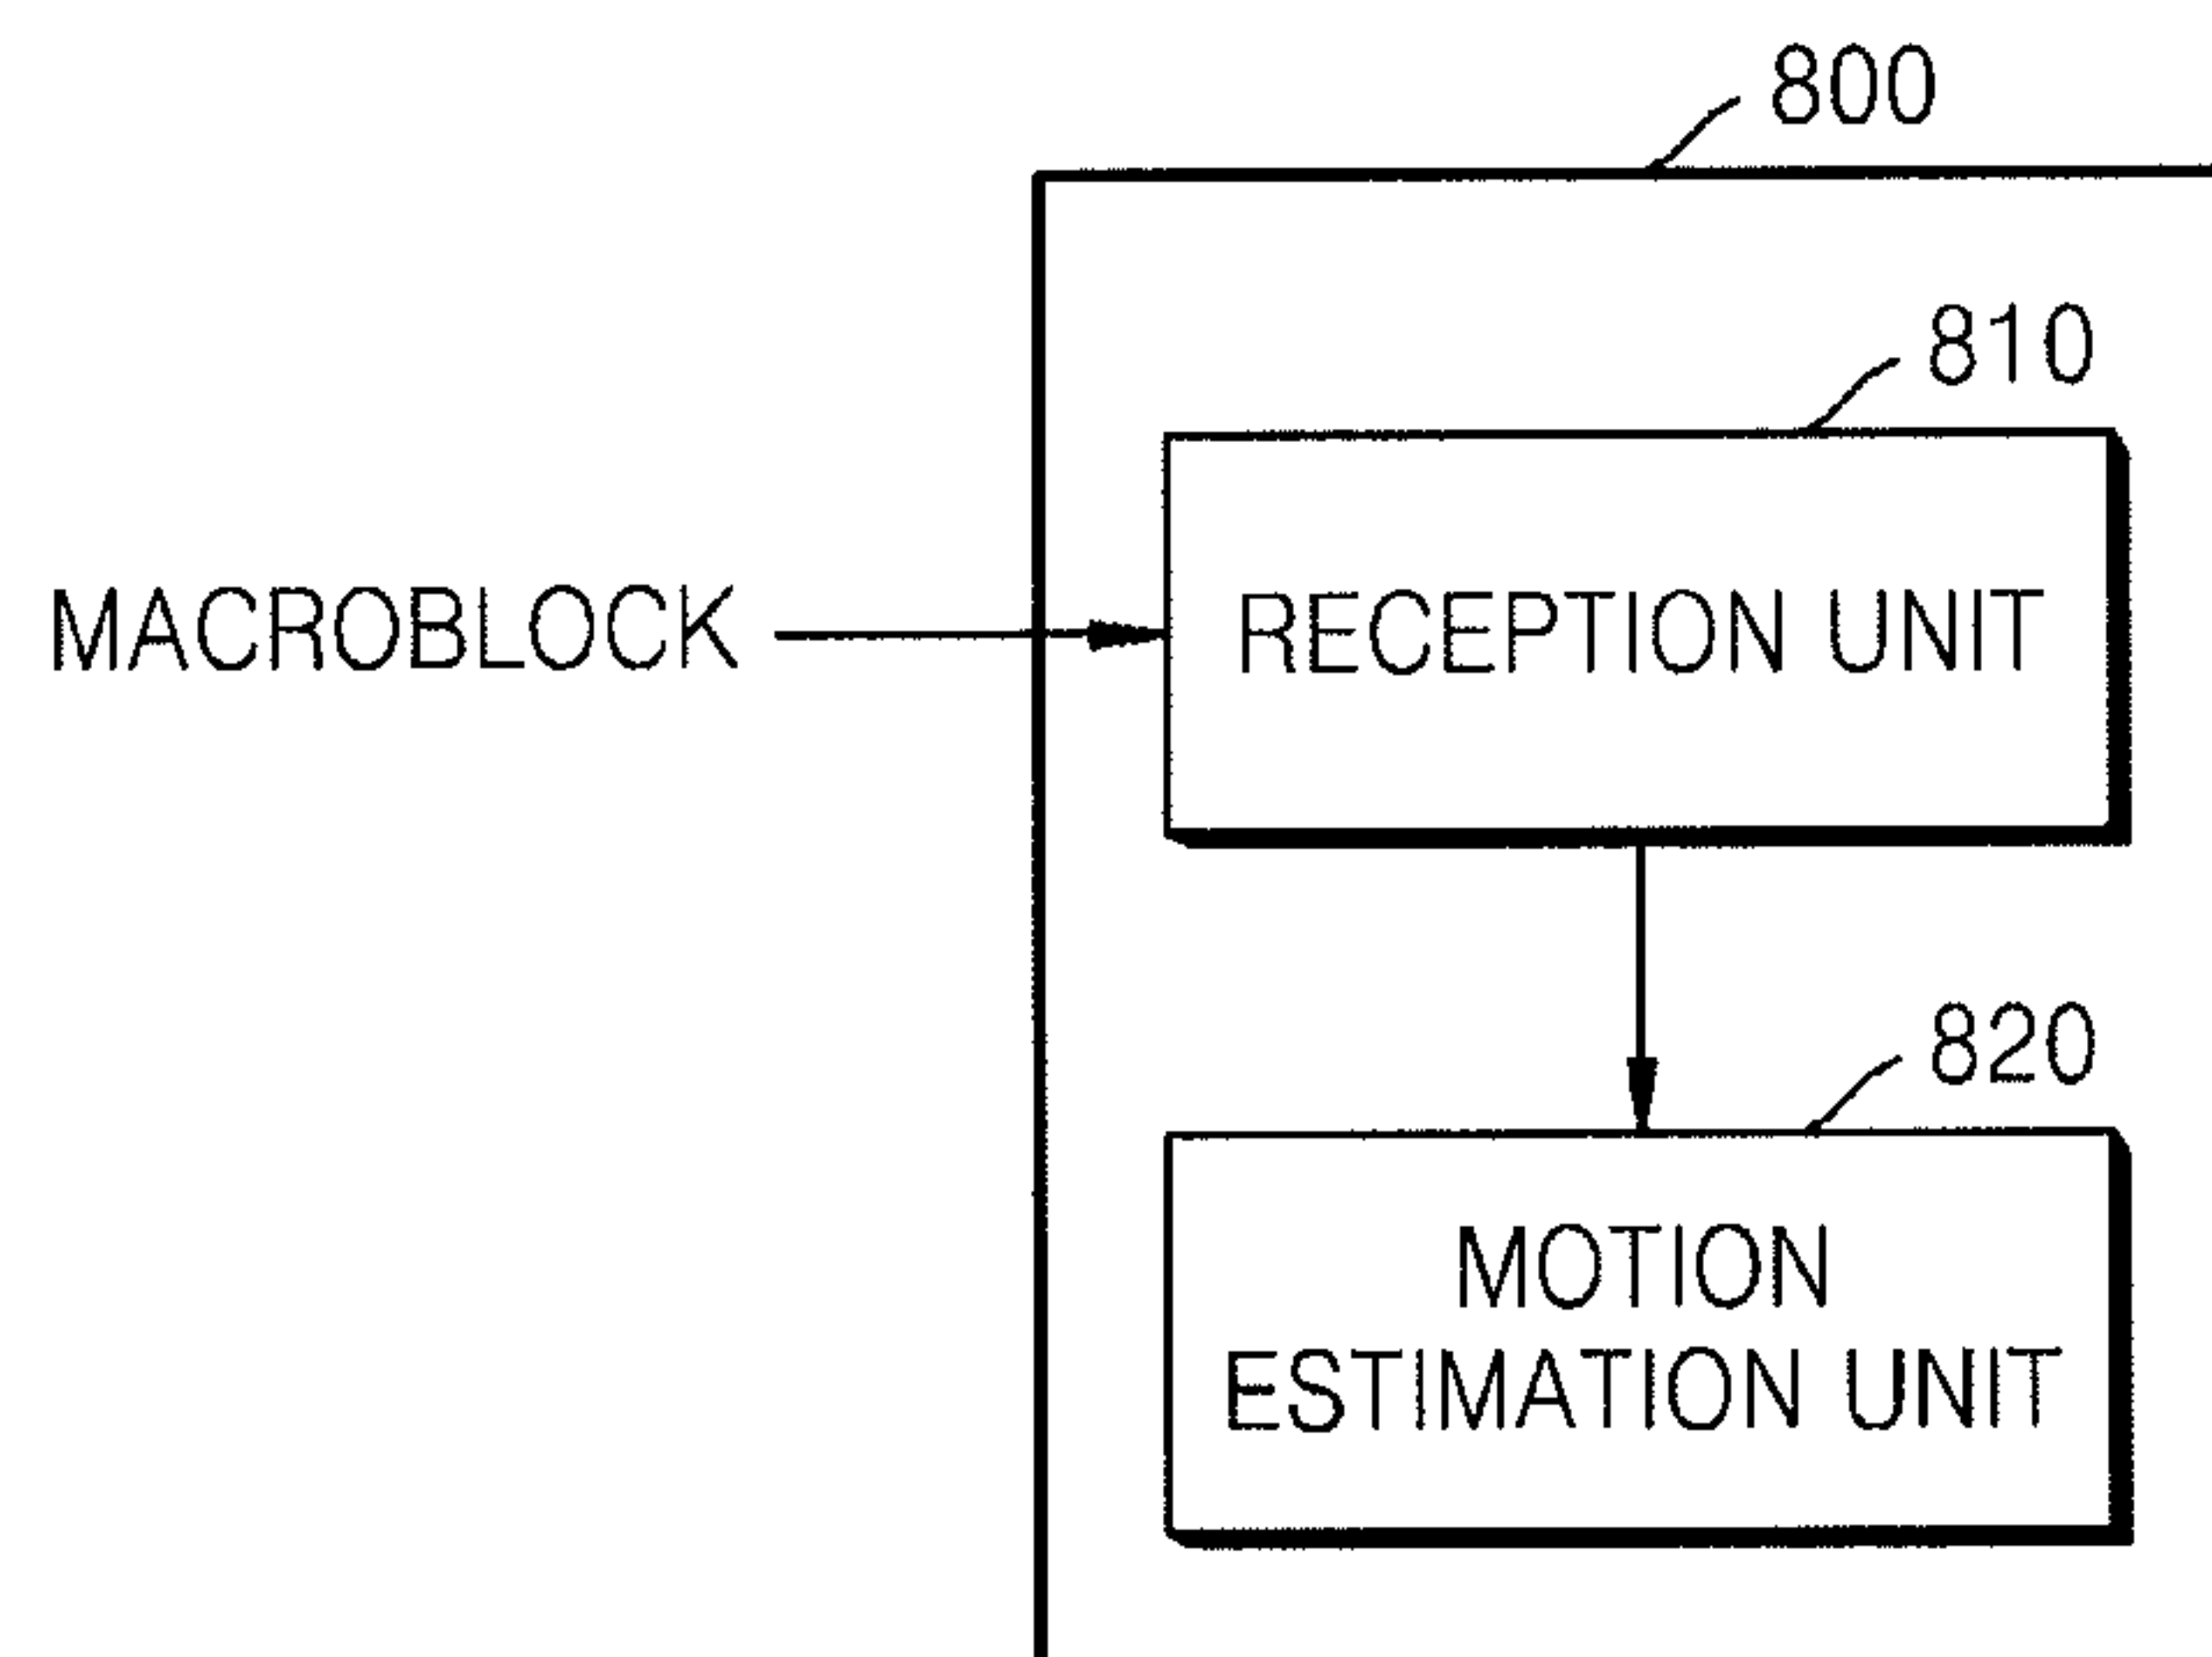 800
810
MACROBLOCK
RECEPTION UNIT
820
MOTION
ESTIMATION UNIT